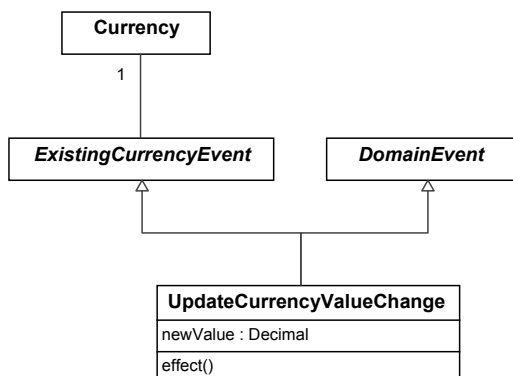 Currency
1
ExistingCurrencyEvent
DomainEvent
UpdateCurrencyValueChange
newValue : Decimal
effect()